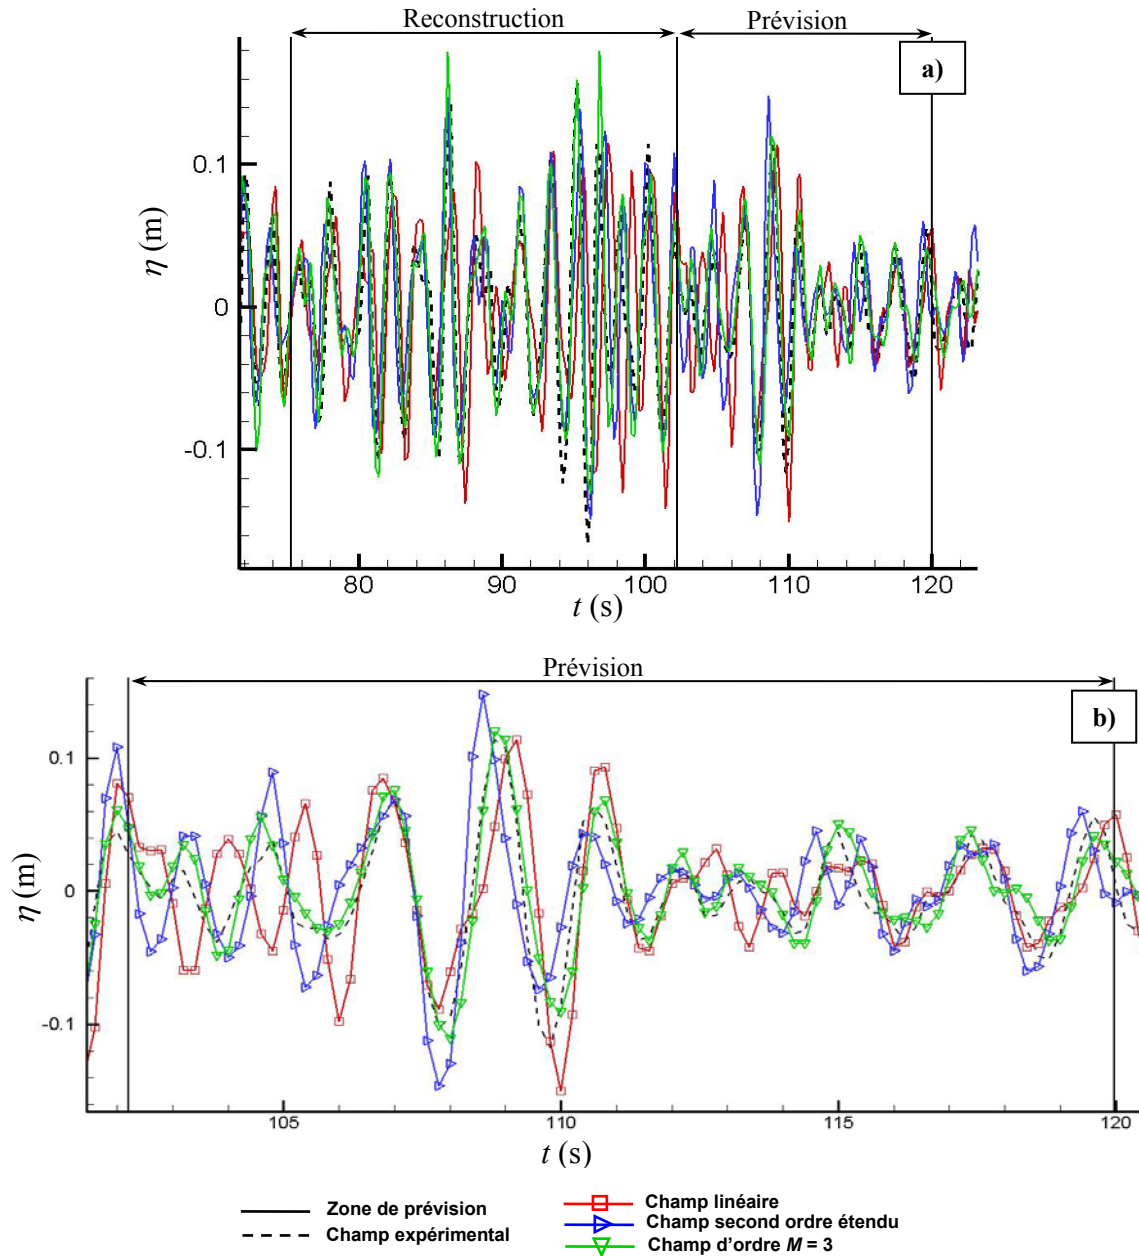 Reconstruction
Prévision
a)
η (m)
0.1
0
-0.1
80
90
100
110
120
t (s)
Prévision
b)
η (m)
0.1
0
-0.1
105
110
115
120
t (s)
Zone de prévision
Champ expérimental
Champ linéaire
Champ second ordre étendu
Champ d'ordre M = 3